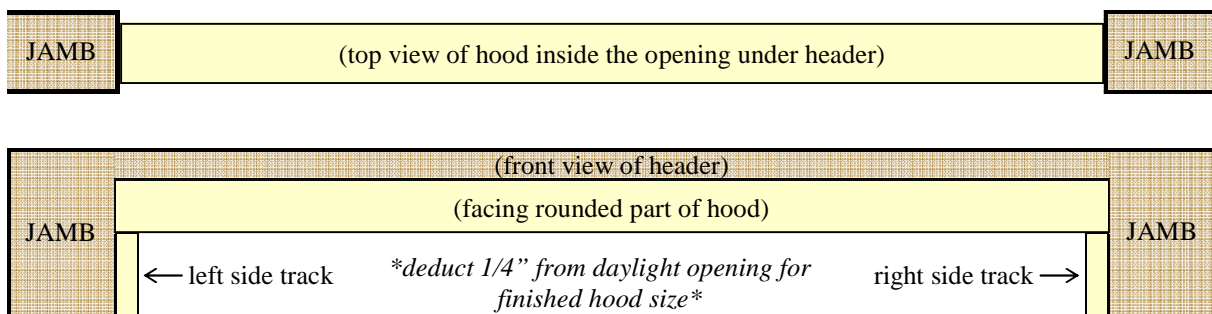 JAMB
(top view of hood inside the opening under header)
JAMB
(front view of header)
(facing rounded part of hood)
JAMB
JAMB
left side track
*deduct 1/4” from daylight opening for
finished hood size*
right side track